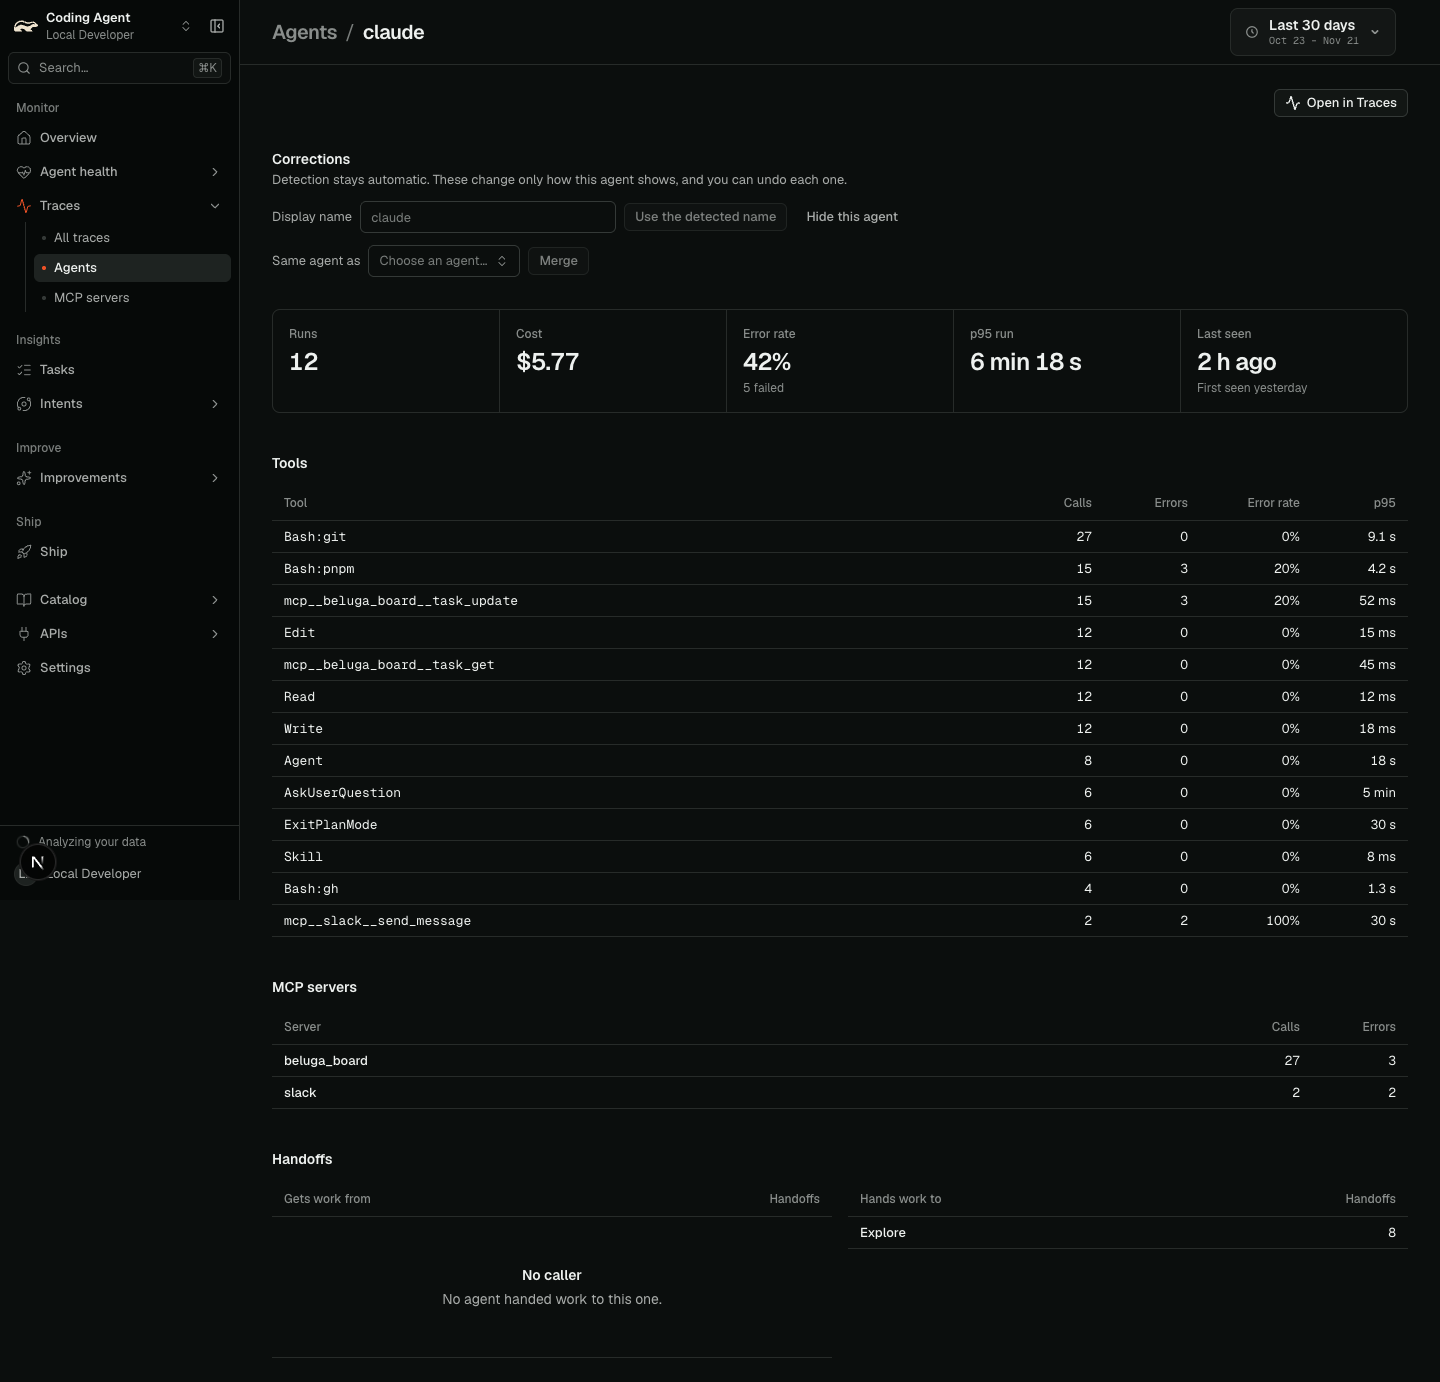 Coding Agent
Local Developer
Search...
⌘K
Monitor
Overview
Agent health
Traces
All traces
Agents
MCP servers
Insights
Tasks
Intents
Improve
Improvements
Ship
Ship
Catalog
APIs
Settings
Analyzing your data
N
Local Developer
Agents / claude
Last 30 days
Oct 23 – Nov 21
Open in Traces
Corrections
Detection stays automatic. These change only how this agent shows, and you can undo each one.
Display name claude Use the detected name Hide this agent
Same agent as Choose an agent... Merge
Runs
12
Cost
$5.77
Error rate
42%
5 failed
p95 run
6 min 18 s
Last seen
2 h ago
First seen yesterday
Tools
Tool Calls Errors Error rate p95
Bash:git 27 0 0% 9.1 s
Bash:pnpm 15 3 20% 4.2 s
mcp__beluga_board__task_update 15 3 20% 52 ms
Edit 12 0 0% 15 ms
mcp__beluga_board__task_get 12 0 0% 45 ms
Read 12 0 0% 12 ms
Write 12 0 0% 18 ms
Agent 8 0 0% 18 s
AskUserQuestion 6 0 0% 5 min
ExitPlanMode 6 0 0% 30 s
Skill 6 0 0% 8 ms
Bash:gh 4 0 0% 1.3 s
mcp__slack__send_message 2 2 100% 30 s
MCP servers
Server Calls Errors
beluga_board 27 3
slack 2 2
Handoffs
Gets work from Handoffs
No caller
No agent handed work to this one.
Hands work to Handoffs
Explore 8